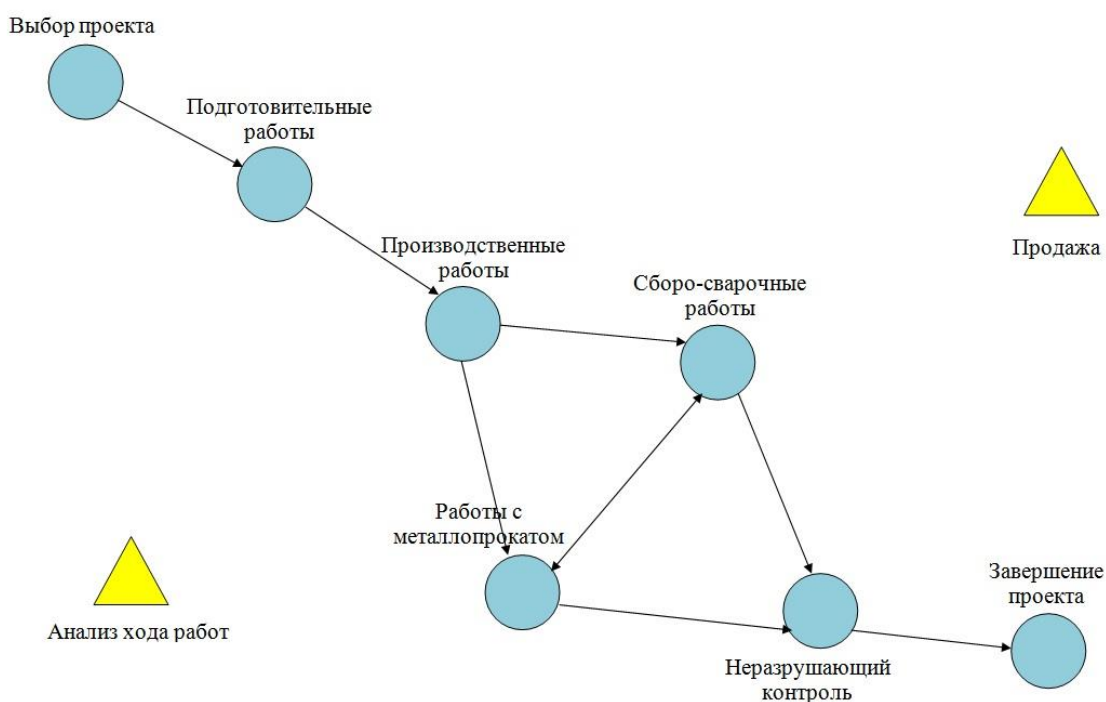 Выбор проекта
Подготовительные
работы
Производственные
работы
Сборо-сварочные
работы
Продажа
Работы с
металлопрокатом
Анализ хода работ
Завершение
проекта
Неразрушающий
контроль